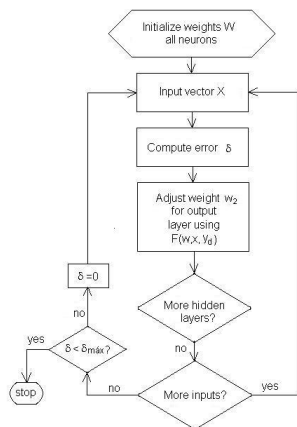 Initialize weights W
all neurons
Input vector X
Compute error δ
Adjust weight w₂
for output
layer using
F(w,x, y_d)
δ =0
no
More hidden
layers?
yes
δ < δmáx?
no
stop
no
More inputs?
yes